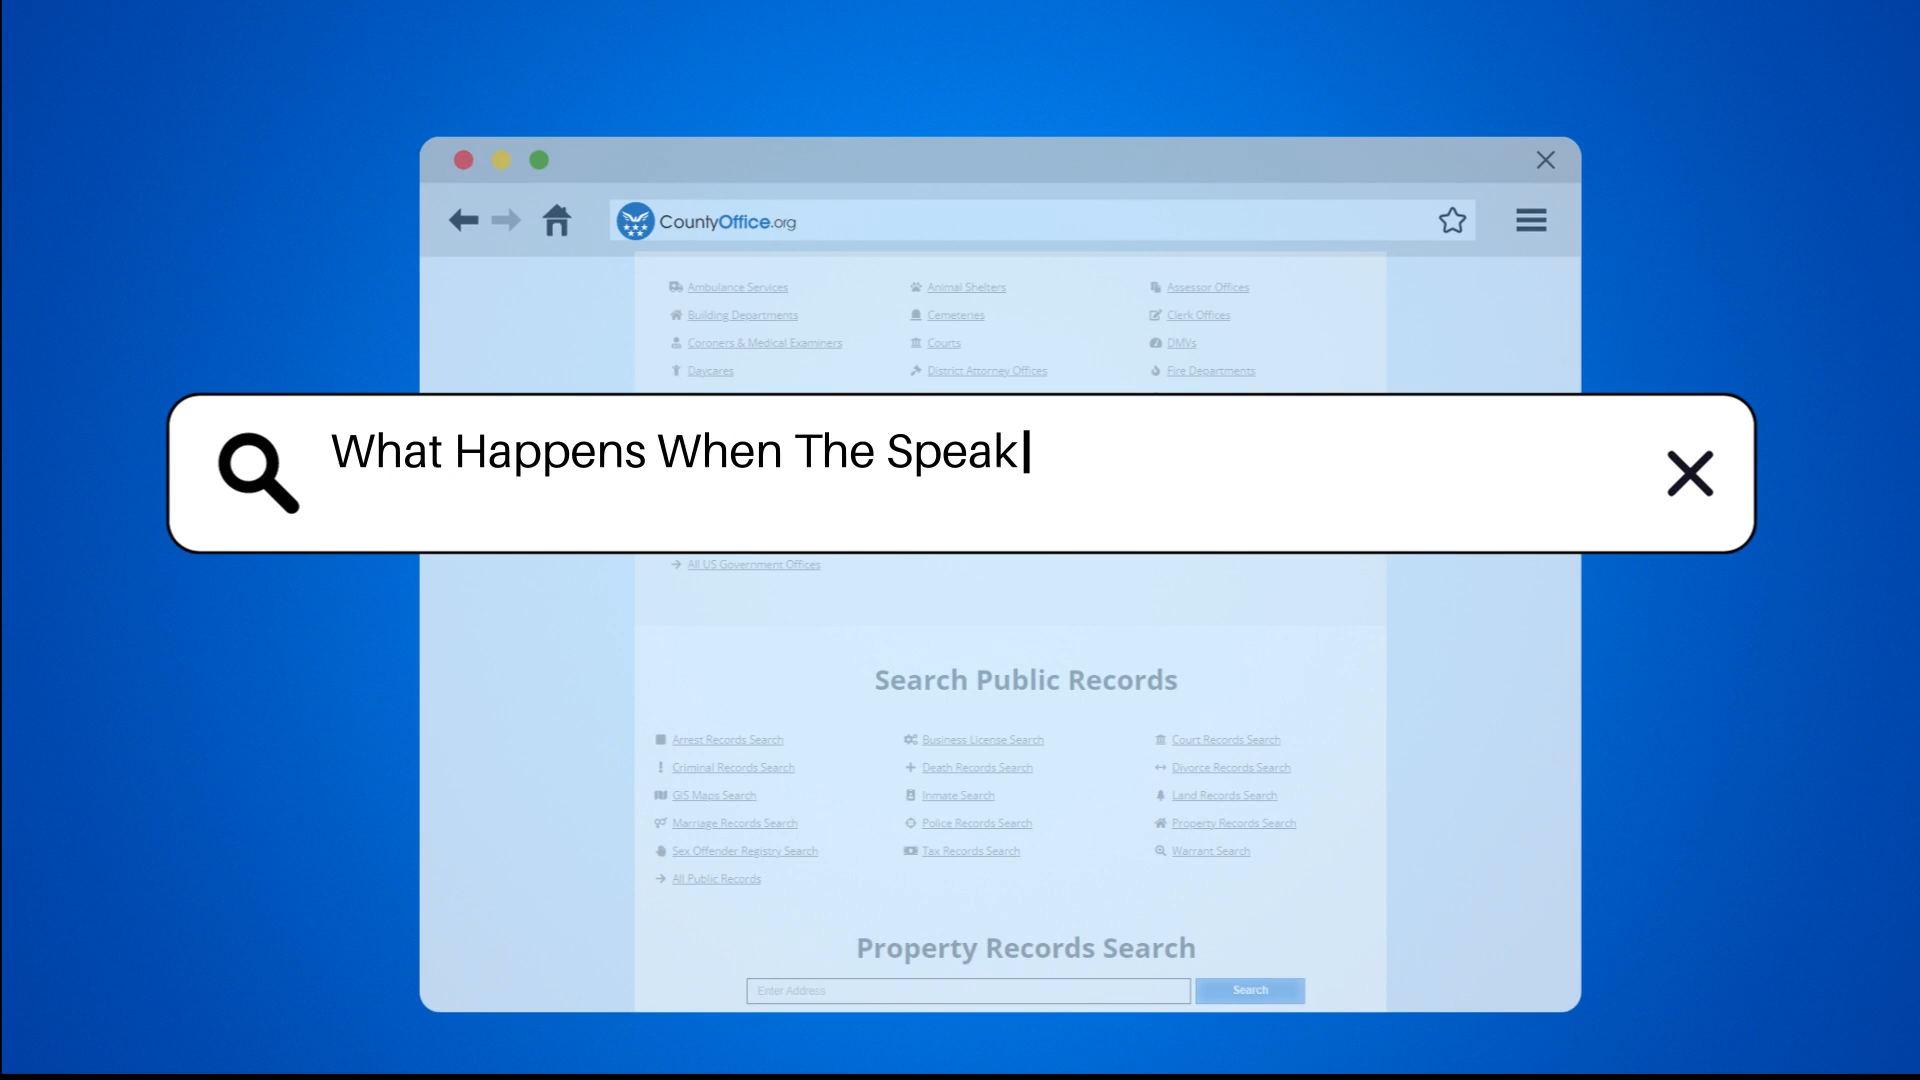 CountyOffice.org
Ambulance Services Animal Shelters Assessor Offices
Building Departments Cemeteries Clerk Offices
Coroners & Medical Examiners Courts DMVs
Daycares District Attorney Offices Fire Departments
What Happens When The Speak
All US Government Offices
Search Public Records
Arrest Records Search Business License Search Court Records Search
Criminal Records Search Death Records Search Divorce Records Search
GIS Maps Search Inmate Search Land Records Search
Marriage Records Search Police Records Search Property Records Search
Sex Offender Registry Search Tax Records Search Warrant Search
All Public Records
Property Records Search
Enter Address Search